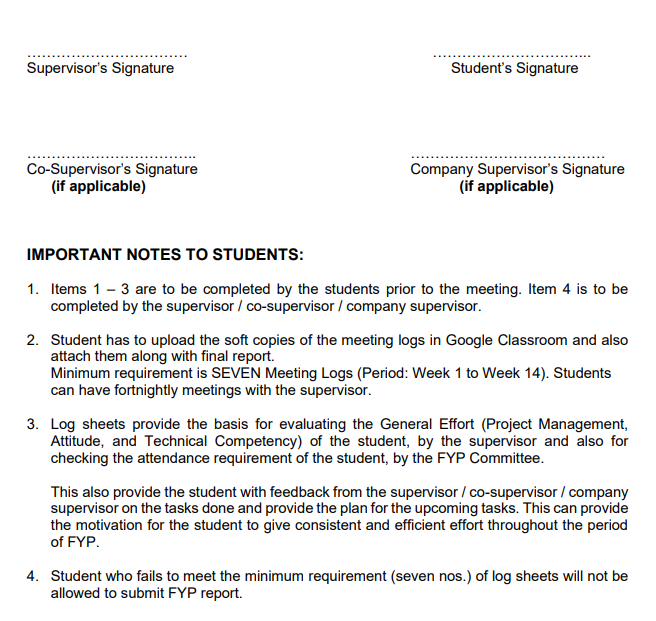 ……………………………
Supervisor's Signature
…………………………..
Student's Signature
……………………………..
Co-Supervisor's Signature
(if applicable)
…………………………………
Company Supervisor's Signature
(if applicable)
IMPORTANT NOTES TO STUDENTS:
1. Items 1 – 3 are to be completed by the students prior to the meeting. Item 4 is to be
completed by the supervisor / co-supervisor / company supervisor.
2. Student has to upload the soft copies of the meeting logs in Google Classroom and also
attach them along with final report.
Minimum requirement is SEVEN Meeting Logs (Period: Week 1 to Week 14). Students
can have fortnightly meetings with the supervisor.
3. Log sheets provide the basis for evaluating the General Effort (Project Management,
Attitude, and Technical Competency) of the student, by the supervisor and also for
checking the attendance requirement of the student, by the FYP Committee.
This also provide the student with feedback from the supervisor / co-supervisor / company
supervisor on the tasks done and provide the plan for the upcoming tasks. This can provide
the motivation for the student to give consistent and efficient effort throughout the period
of FYP.
4. Student who fails to meet the minimum requirement (seven nos.) of log sheets will not be
allowed to submit FYP report.